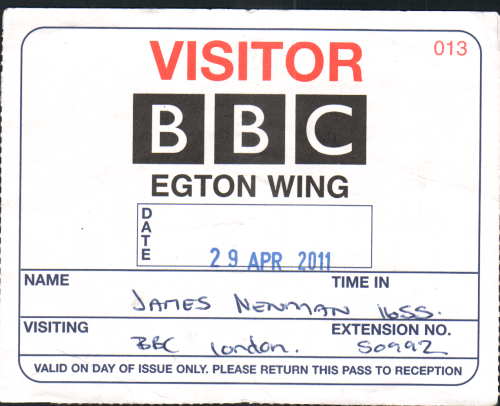 013
VISITOR
BBC
EGTON WING
DATE
29 APR 2011
NAME TIME IN
JAMES NEWMAN 1655.
VISITING EXTENSION NO.
BBC London. 50992
VALID ON DAY OF ISSUE ONLY. PLEASE RETURN THIS PASS TO RECEPTION